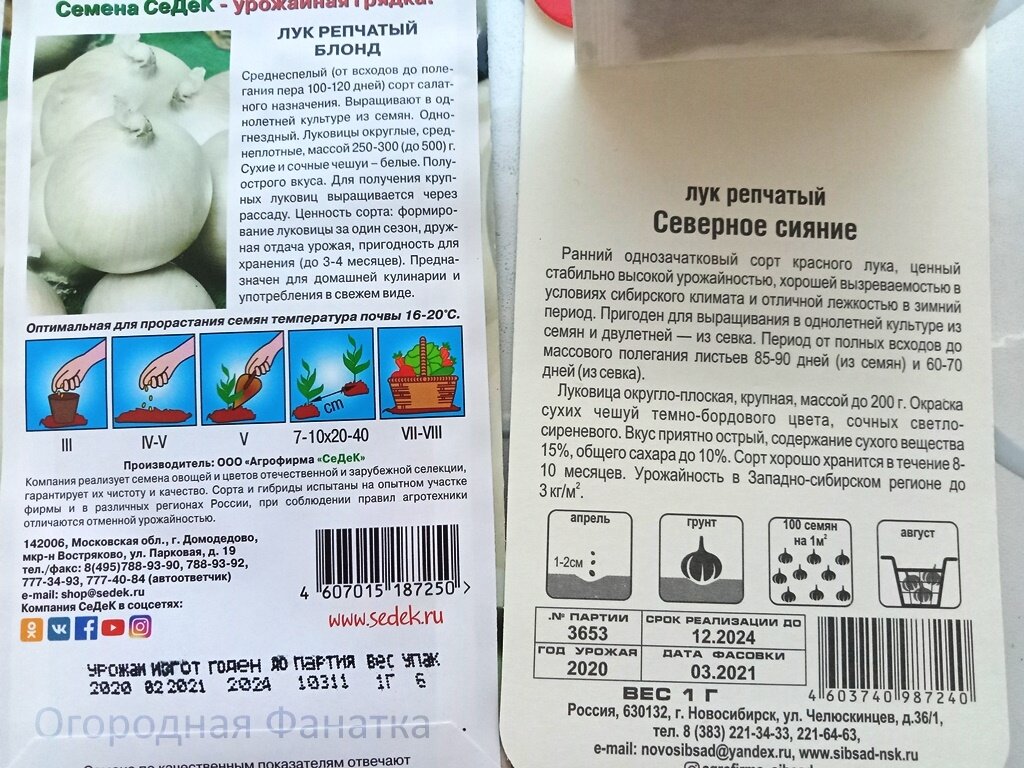 Семена СеДеК - урожайная грядка!
ЛУК РЕПЧАТЫЙ
БЛОНД
Среднеспелый (от всходов до поле-
гания пера 100-120 дней) сорт салат-
ного назначения. Выращивают в од-
нолетней культуре из семян. Одно-
гнездный. Луковицы округлые, сред-
неплотные, массой 250-300 (до 500) г.
Сухие и сочные чешуи – белые. Полу-
острого вкуса. Для получения круп-
ных луковиц выращивается через
рассаду. Ценность сорта: формиро-
вание луковицы за один сезон, друж-
ная отдача урожая, пригодность для
хранения (до 3-4 месяцев). Предна-
значен для домашней кулинарии и
употребления в свежем виде.
Оптимальная для прорастания семян температура почвы 16-20°С.
cm
III IV-V V 7-10x20-40 VII-VIII
Производитель: ООО «Агрофирма «СеДеК»
Компания реализует семена овощей и цветов отечественной и зарубежной селекции,
гарантирует их чистоту и качество. Сорта и гибриды испытаны на опытном участке
фирмы и в различных регионах России, при соблюдении правил агротехники
отличаются отменной урожайностью.
142006, Московская обл., г. Домодедово,
мкр-н Востряково, ул. Парковая, д. 19
тел./факс: 8(495)788-93-90, 788-93-92,
777-34-93, 777-40-84 (автоответчик)
e-mail: shop@sedek.ru
Компания СеДеК в соцсетях:
4 607015 187250 >
www.sedek.ru
УРОЖАЙ ИЗГОТ ГОДЕН ДО ПАРТИЯ ВЕС УПАК
2020 022021 2024 10311 1Г 6
Огородная Фанатка
лук репчатый
Северное сияние
Ранний однозачатковый сорт красного лука, ценный
стабильно высокой урожайностью, хорошей вызреваемостью в
условиях сибирского климата и отличной лежкостью в зимний
период. Пригоден для выращивания в однолетней культуре из
семян и двулетней — из севка. Период от полных всходов до
массового полегания листьев 85-90 дней (из семян) и 60-70
дней (из севка).
Луковица округло-плоская, крупная, массой до 200 г. Окраска
сухих чешуй темно-бордового цвета, сочных светло-
сиреневого. Вкус приятно острый, содержание сухого вещества
15%, общего сахара до 10%. Сорт хорошо хранится в течение 8-
10 месяцев. Урожайность в Западно-сибирском регионе до
3 кг/м².
апрель
1-2см
грунт
100 семян
на 1м²
август
.№ ПАРТИИ
3653
СРОК РЕАЛИЗАЦИИ ДО
12.2024
ГОД УРОЖАЯ
2020
ДАТА ФАСОВКИ
03.2021
ВЕС 1 Г
4 603740 987240
Россия, 630132, г. Новосибирск, ул. Челюскинцев, д.36/1,
тел. 8 (383) 221-34-33, 221-64-63,
e-mail: novosibsad@yandex.ru, www.sibsad-nsk.ru